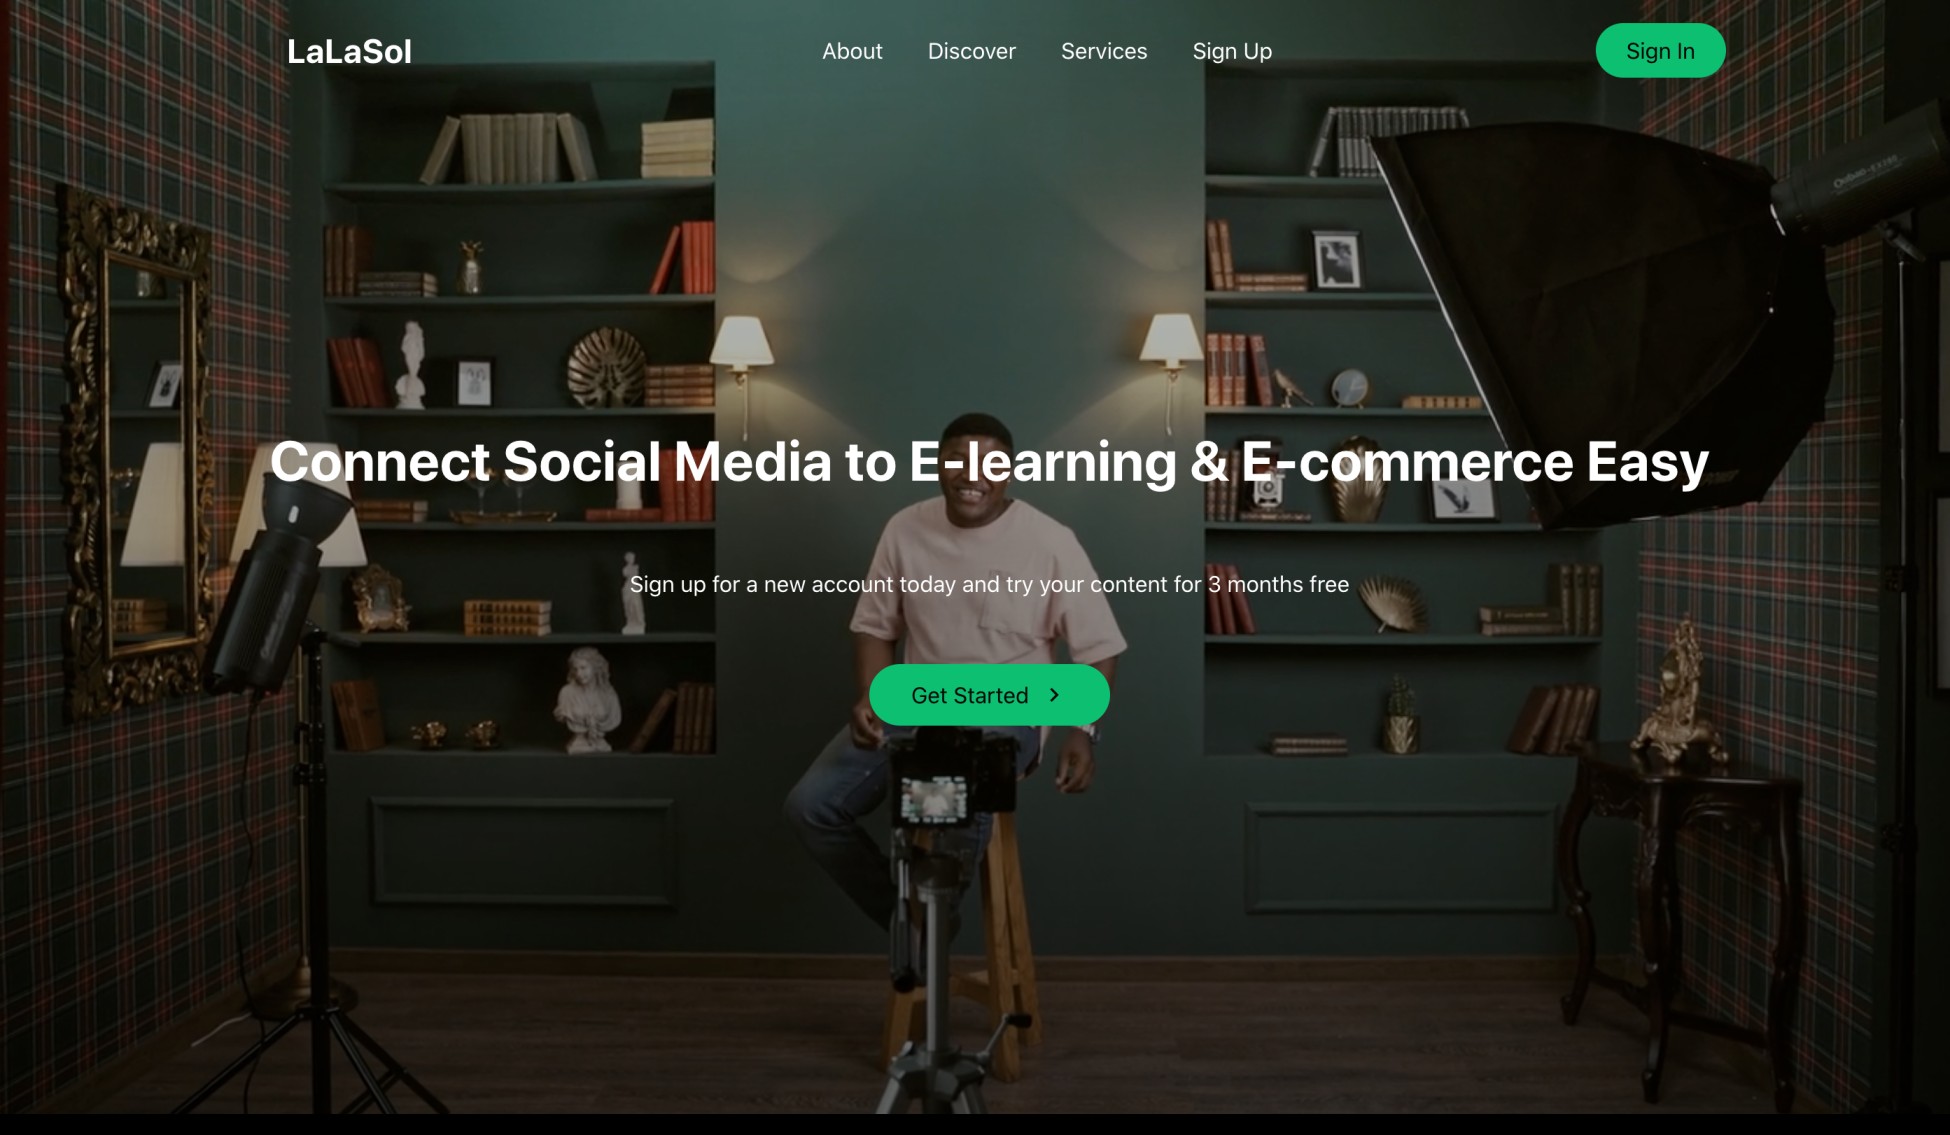 LaLaSol
About
Discover
Services
Sign Up
Sign In
Connect Social Media to E-learning & E-commerce Easy
Sign up for a new account today and try your content for 3 months free
Get Started